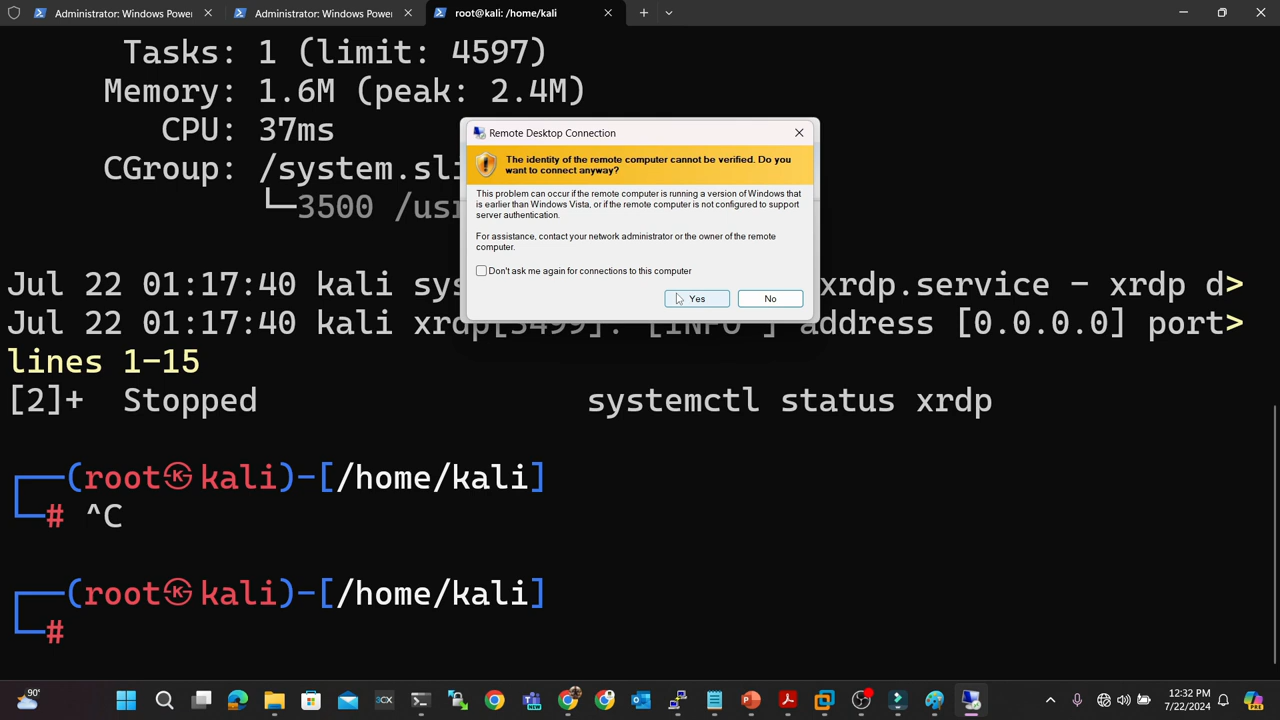 Administrator: Windows Power
Administrator: Windows Power
root@kali: /home/kali
Tasks: 1 (limit: 4597)
Memory: 1.6M (peak: 2.4M)
CPU: 37ms
CGroup: /system.sli
└─3500 /usr
Remote Desktop Connection
The identity of the remote computer cannot be verified. Do you
want to connect anyway?
This problem can occur if the remote computer is running a version of Windows that
is earlier than Windows Vista, or if the remote computer is not configured to support
server authentication.
For assistance, contact your network administrator or the owner of the remote
computer.
Don't ask me again for connections to this computer
Yes No
Jul 22 01:17:40 kali sys xrdp.service - xrdp d>
Jul 22 01:17:40 kali xrdp[3499]: [INFO ] address [0.0.0.0] port>
lines 1-15
[2]+ Stopped systemctl status xrdp
┌──(root㉿kali)-[/home/kali]
└─# ^C
┌──(root㉿kali)-[/home/kali]
└─#
90°
12:32 PM
7/22/2024